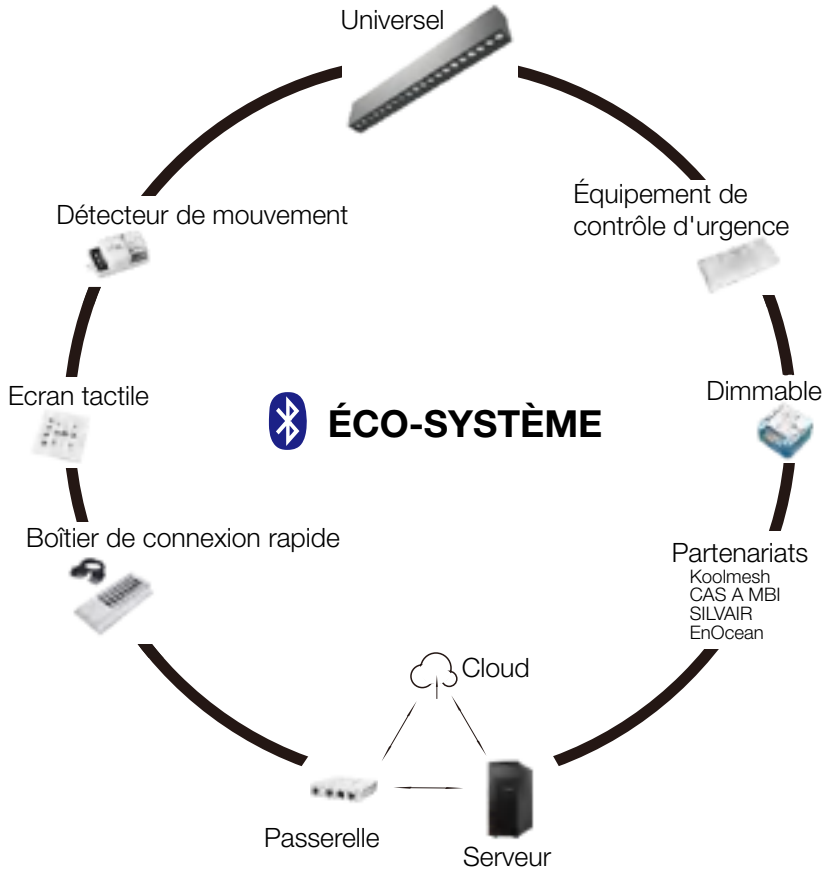 Universel
Détecteur de mouvement
Équipement de
contrôle d'urgence
Ecran tactile
Dimmable
ÉCO-SYSTÈME
Boîtier de connexion rapide
Partenariats
Koolmesh
CAS A MBI
SILVAIR
EnOcean
Cloud
Passerelle
Serveur